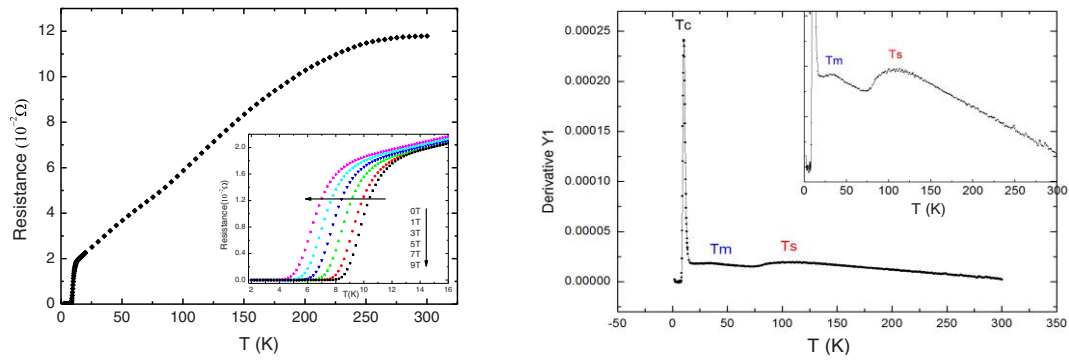 12
10
8
6
4
2
0
Resistance (10⁻²Ω)
0 50 100 150 200 250 300
T (K)
2.0
1.6
1.2
0.8
0.4
0.0
Resistance(10⁻²Ω)
0T
1T
3T
5T
7T
9T
2 4 6 8 10 12 14 16
T(K)
0.00025
0.00020
0.00015
0.00010
0.00005
0.00000
Derivative Y1
Tc
Tm
Ts
-50 0 50 100 150 200 250 300 350
T (K)
Tm
Ts
0 50 100 150 200 250 300
T (K)